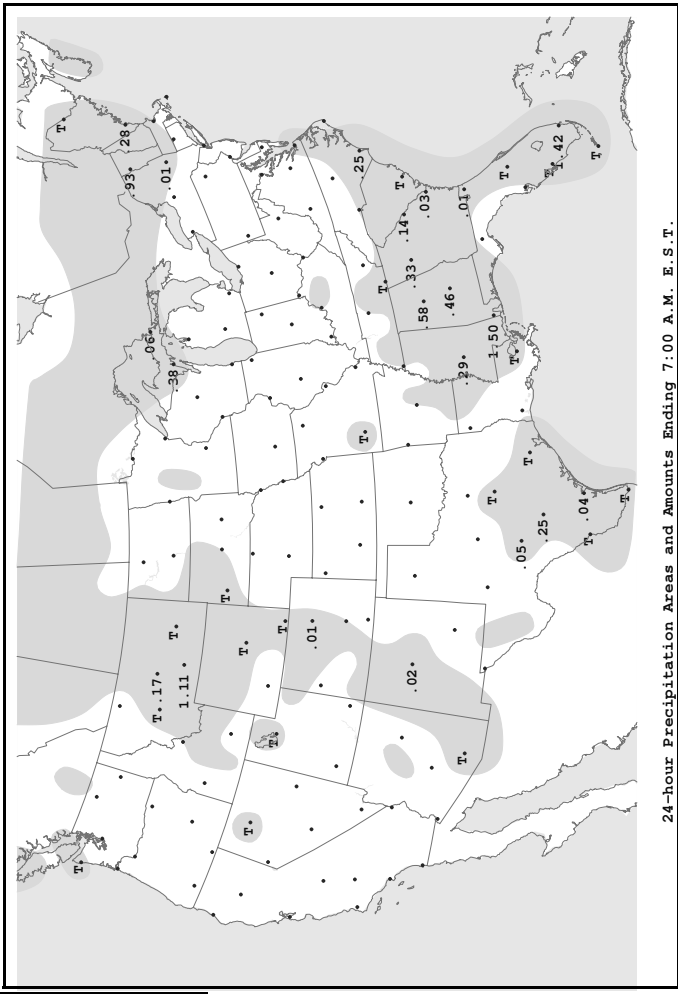 T
T
.28
.93
.06
T .17
.01
.38
T
1.11
T
T
T
T
T
.01
.25
T
T
T
.14
.02
.33
.58
.03
.46
T
.29
.01
T
1.50
T
T
.05
T
.25
T
1.42
.04
T
T
T
24-hour Precipitation Areas and Amounts Ending 7:00 A.M. E.S.T.